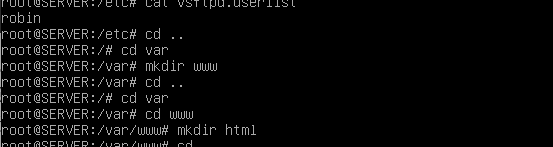 root@SERVER:/etc# cat vsftpd.userlist
robin
root@SERVER:/etc# cd ..
root@SERVER:/# cd var
root@SERVER:/var# mkdir www
root@SERVER:/var# cd ..
root@SERVER:/# cd var
root@SERVER:/var# cd www
root@SERVER:/var/www# mkdir html
root@SERVER:/var/www# cd